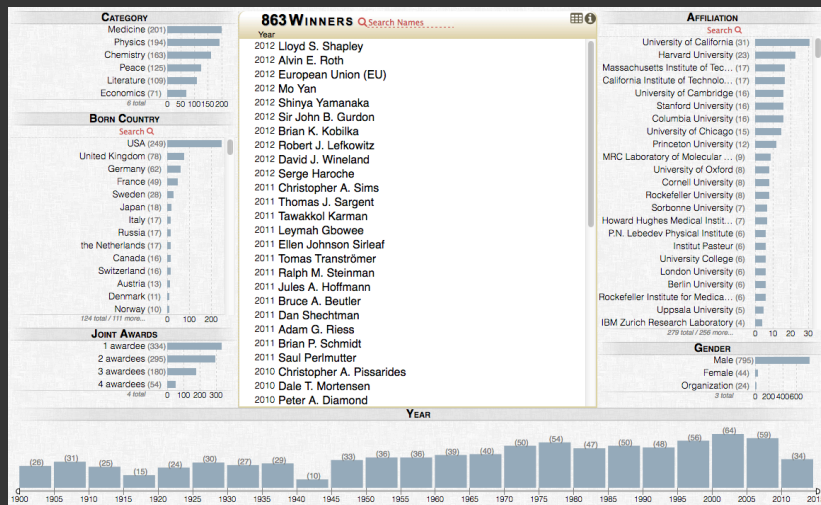 CATEGORY
Medicine (201)
Physics (194)
Chemistry (163)
Peace (125)
Literature (109)
Economics (71)
6 total
0 50 100 150 200
BORN COUNTRY
Search
USA (249)
United Kingdom (78)
Germany (62)
France (49)
Sweden (28)
Japan (18)
Italy (17)
Russia (17)
the Netherlands (17)
Canada (16)
Switzerland (16)
Austria (13)
Denmark (11)
Norway (10)
124 total / 111 more...
0 100 200
JOINT AWARDS
1 awardee (334)
2 awardees (295)
3 awardees (180)
4 awardees (54)
4 total
0 100 200 300
863 WINNERS Search Names
Year
2012 Lloyd S. Shapley
2012 Alvin E. Roth
2012 European Union (EU)
2012 Mo Yan
2012 Shinya Yamanaka
2012 Sir John B. Gurdon
2012 Brian K. Kobilka
2012 Robert J. Lefkowitz
2012 David J. Wineland
2012 Serge Haroche
2011 Christopher A. Sims
2011 Thomas J. Sargent
2011 Tawakkol Karman
2011 Leymah Gbowee
2011 Ellen Johnson Sirleaf
2011 Tomas Tranströmer
2011 Ralph M. Steinman
2011 Jules A. Hoffmann
2011 Bruce A. Beutler
2011 Dan Shechtman
2011 Adam G. Riess
2011 Brian P. Schmidt
2011 Saul Perlmutter
2010 Christopher A. Pissarides
2010 Dale T. Mortensen
2010 Peter A. Diamond
AFFILIATION
Search
University of California (31)
Harvard University (23)
Massachusetts Institute of Tec... (17)
California Institute of Technolo... (17)
University of Cambridge (16)
Stanford University (16)
Columbia University (16)
University of Chicago (15)
Princeton University (12)
MRC Laboratory of Molecular ... (9)
University of Oxford (8)
Cornell University (8)
Rockefeller University (8)
Sorbonne University (7)
Howard Hughes Medical Instit... (7)
P.N. Lebedev Physical Institute (6)
Institut Pasteur (6)
University College (6)
London University (6)
Berlin University (6)
Rockefeller Institute for Medica... (6)
Uppsala University (5)
IBM Zurich Research Laboratory (4)
279 total / 256 more...
0 10 20 30
GENDER
Male (795)
Female (44)
Organization (24)
3 total
0 200 400 600
YEAR
(26) (31) (25) (15) (24) (30) (27) (29) (10) (33) (36) (36) (39) (40) (50) (54) (47) (50) (48) (56) (64) (59) (34)
1900 1905 1910 1915 1920 1925 1930 1935 1940 1945 1950 1955 1960 1965 1970 1975 1980 1985 1990 1995 2000 2005 2010 201